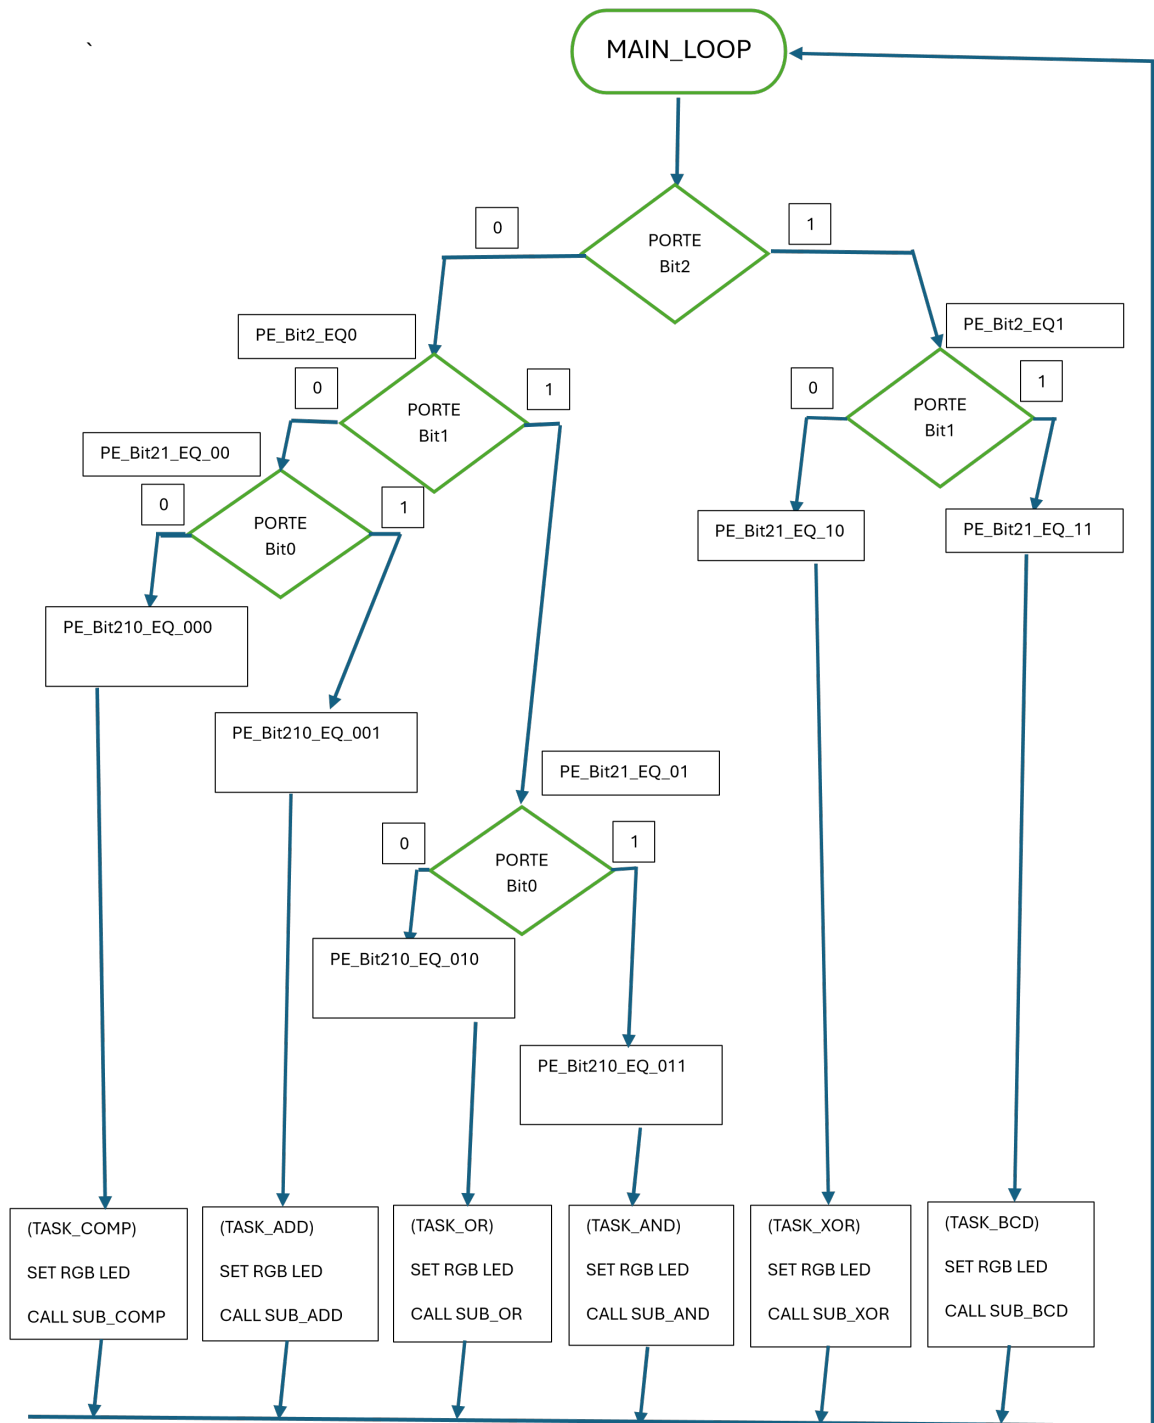 `
MAIN_LOOP
0
1
PORTE
Bit2
PE_Bit2_EQ0
PE_Bit2_EQ1
0
1
0
1
PORTE
Bit1
PORTE
Bit1
PE_Bit21_EQ_00
0
1
PORTE
Bit0
PE_Bit21_EQ_10
PE_Bit21_EQ_11
PE_Bit210_EQ_000
PE_Bit210_EQ_001
PE_Bit21_EQ_01
0
1
PORTE
Bit0
PE_Bit210_EQ_010
PE_Bit210_EQ_011
(TASK_COMP)
SET RGB LED
CALL SUB_COMP
(TASK_ADD)
SET RGB LED
CALL SUB_ADD
(TASK_OR)
SET RGB LED
CALL SUB_OR
(TASK_AND)
SET RGB LED
CALL SUB_AND
(TASK_XOR)
SET RGB LED
CALL SUB_XOR
(TASK_BCD)
SET RGB LED
CALL SUB_BCD